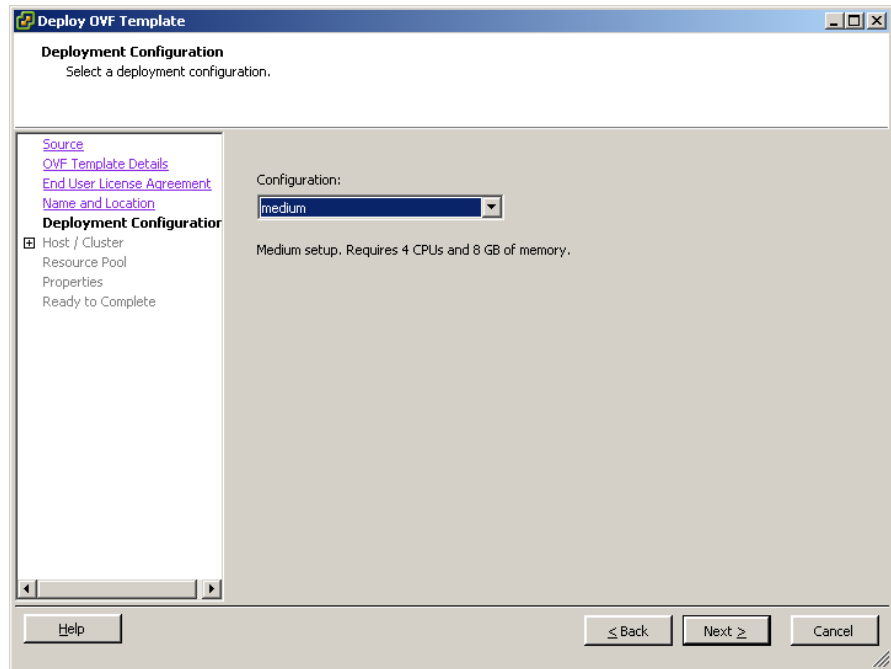 Deploy OVF Template
Deployment Configuration
Select a deployment configuration.
Source
OVF Template Details
End User License Agreement
Name and Location
Deployment Configuration
Host / Cluster
Resource Pool
Properties
Ready to Complete
Configuration:
medium
Medium setup. Requires 4 CPUs and 8 GB of memory.
Help
≤ Back
Next ≥
Cancel